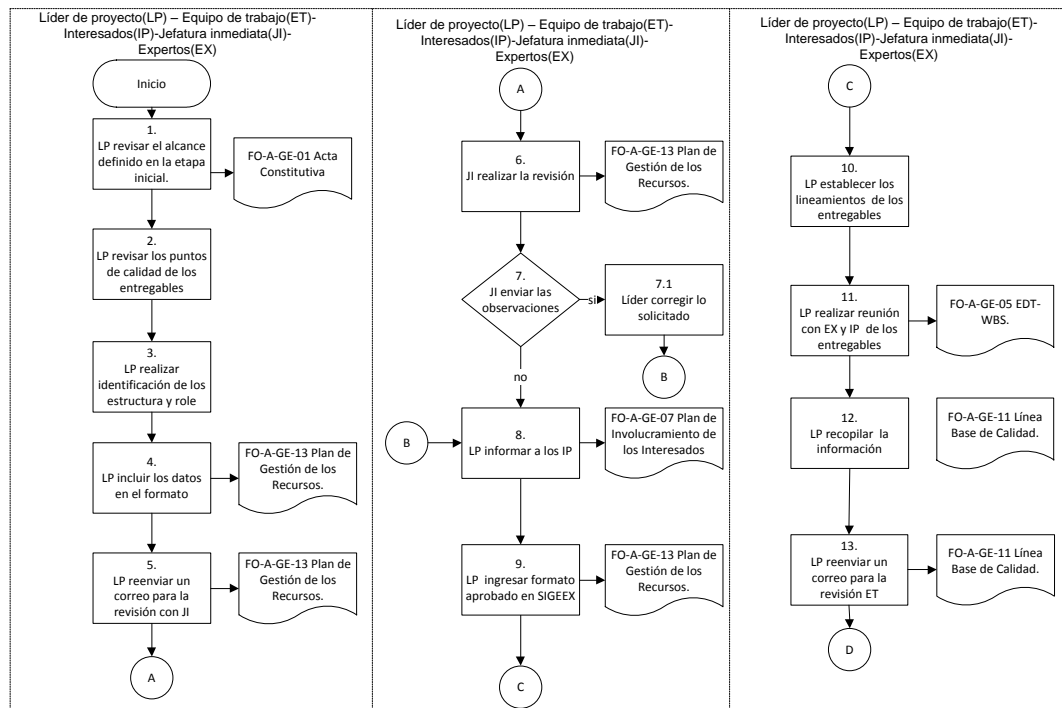 Líder de proyecto(LP) – Equipo de trabajo(ET)-
Interesados(IP)-Jefatura inmediata(JI)-
Expertos(EX)
Inicio
1.
LP revisar el alcance
definido en la etapa
inicial.
FO-A-GE-01 Acta
Constitutiva
2.
LP revisar los puntos
de calidad de los
entregables
3.
LP realizar
identificación de los
estructura y role
4.
LP incluir los datos
en el formato
FO-A-GE-13 Plan de
Gestión de los
Recursos.
5.
LP reenviar un
correo para la
revisión con JI
FO-A-GE-13 Plan de
Gestión de los
Recursos.
A
Líder de proyecto(LP) – Equipo de trabajo(ET)-
Interesados(IP)-Jefatura inmediata(JI)-
Expertos(EX)
A
6.
JI realizar la revisión
FO-A-GE-13 Plan de
Gestión de los
Recursos.
7.
JI enviar las
observaciones
si
7.1
Líder corregir lo
solicitado
B
no
B
8.
LP informar a los IP
FO-A-GE-07 Plan de
Involucramiento de
los Interesados
9.
LP ingresar formato
aprobado en SIGEEX
FO-A-GE-13 Plan de
Gestión de los
Recursos.
C
Líder de proyecto(LP) – Equipo de trabajo(ET)-
Interesados(IP)-Jefatura inmediata(JI)-
Expertos(EX)
C
10.
LP establecer los
lineamientos de los
entregables
11.
LP realizar reunión
con EX y IP de los
entregables
FO-A-GE-05 EDT-
WBS.
12.
LP recopilar la
información
FO-A-GE-11 Línea
Base de Calidad.
13.
LP reenviar un
correo para la
revisión ET
FO-A-GE-11 Línea
Base de Calidad.
D